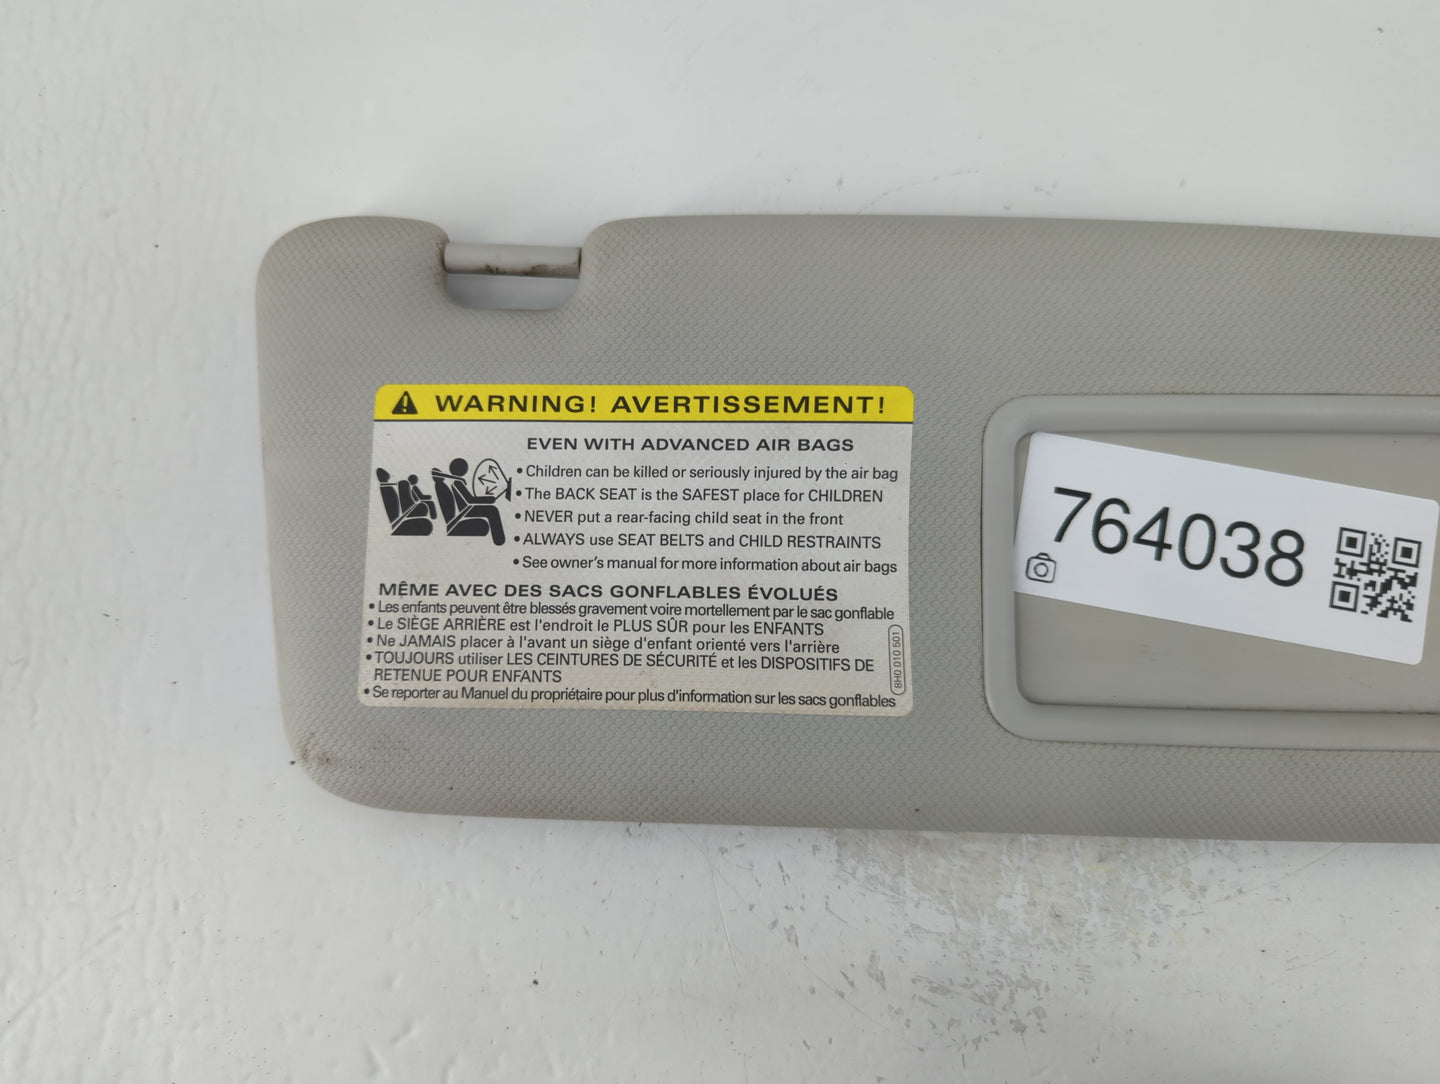 WARNING! AVERTISSEMENT!
EVEN WITH ADVANCED AIR BAGS
• Children can be killed or seriously injured by the air bag
• The BACK SEAT is the SAFEST place for CHILDREN
• NEVER put a rear-facing child seat in the front
• ALWAYS use SEAT BELTS and CHILD RESTRAINTS
• See owner's manual for more information about air bags
MÊME AVEC DES SACS GONFLABLES ÉVOLUÉS
• Les enfants peuvent être blessés gravement voire mortellement par le sac gonflable
• Le SIÈGE ARRIÈRE est l'endroit le PLUS SÛR pour les ENFANTS
• Ne JAMAIS placer à l'avant un siège d'enfant orienté vers l'arrière
• TOUJOURS utiliser LES CEINTURES DE SÉCURITÉ et les DISPOSITIFS DE
RETENUE POUR ENFANTS
• Se reporter au Manuel du propriétaire pour plus d'information sur les sacs gonflables
8H0 010 501
764038